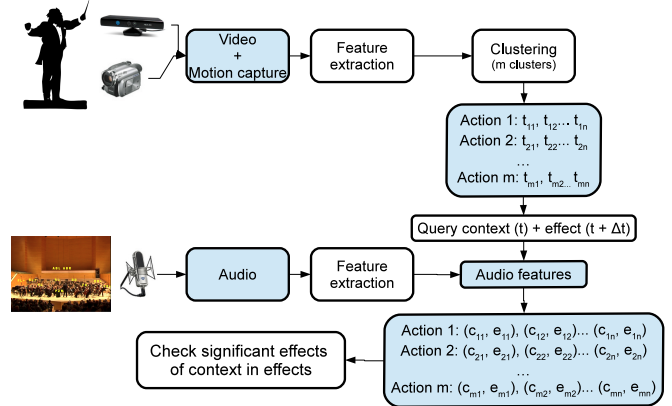 Video
+
Motion capture
Feature
extraction
Clustering
(m clusters)
Action 1: t11, t12... t1n
Action 2: t21, t22... t2n
...
Action m: tm1, tm2... tmn
Query context (t) + effect (t + Δt)
Audio
Feature
extraction
Audio features
Action 1: (c11, e11), (c12, e12)... (c1n, e1n)
Action 2: (c21, e21), (c22, e22)... (c2n, e2n)
...
Action m: (cm1, em1), (cm2, em2)... (cmn, emn)
Check significant effects
of context in effects